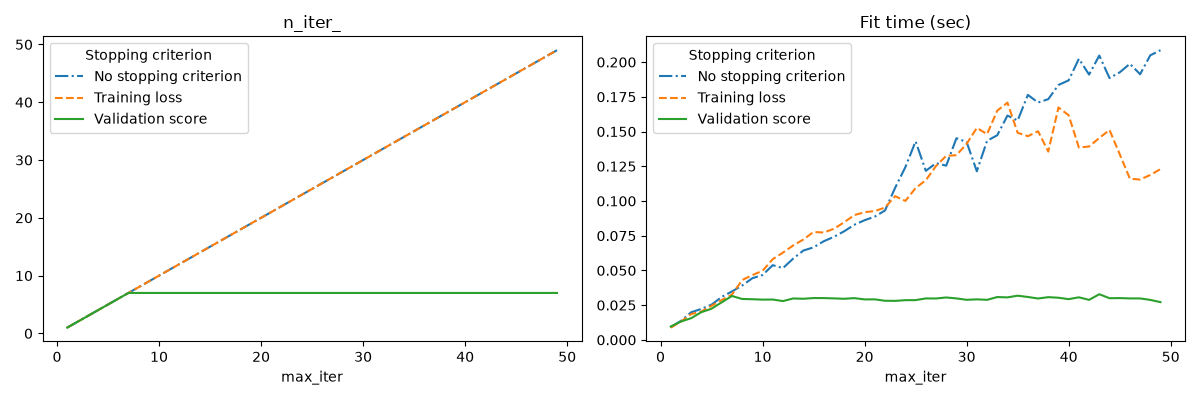 n_iter_
Stopping criterion
No stopping criterion
Training loss
Validation score
50
40
30
20
10
0
0 10 20 30 40 50
max_iter
Fit time (sec)
Stopping criterion
No stopping criterion
Training loss
Validation score
0.200
0.175
0.150
0.125
0.100
0.075
0.050
0.025
0.000
0 10 20 30 40 50
max_iter